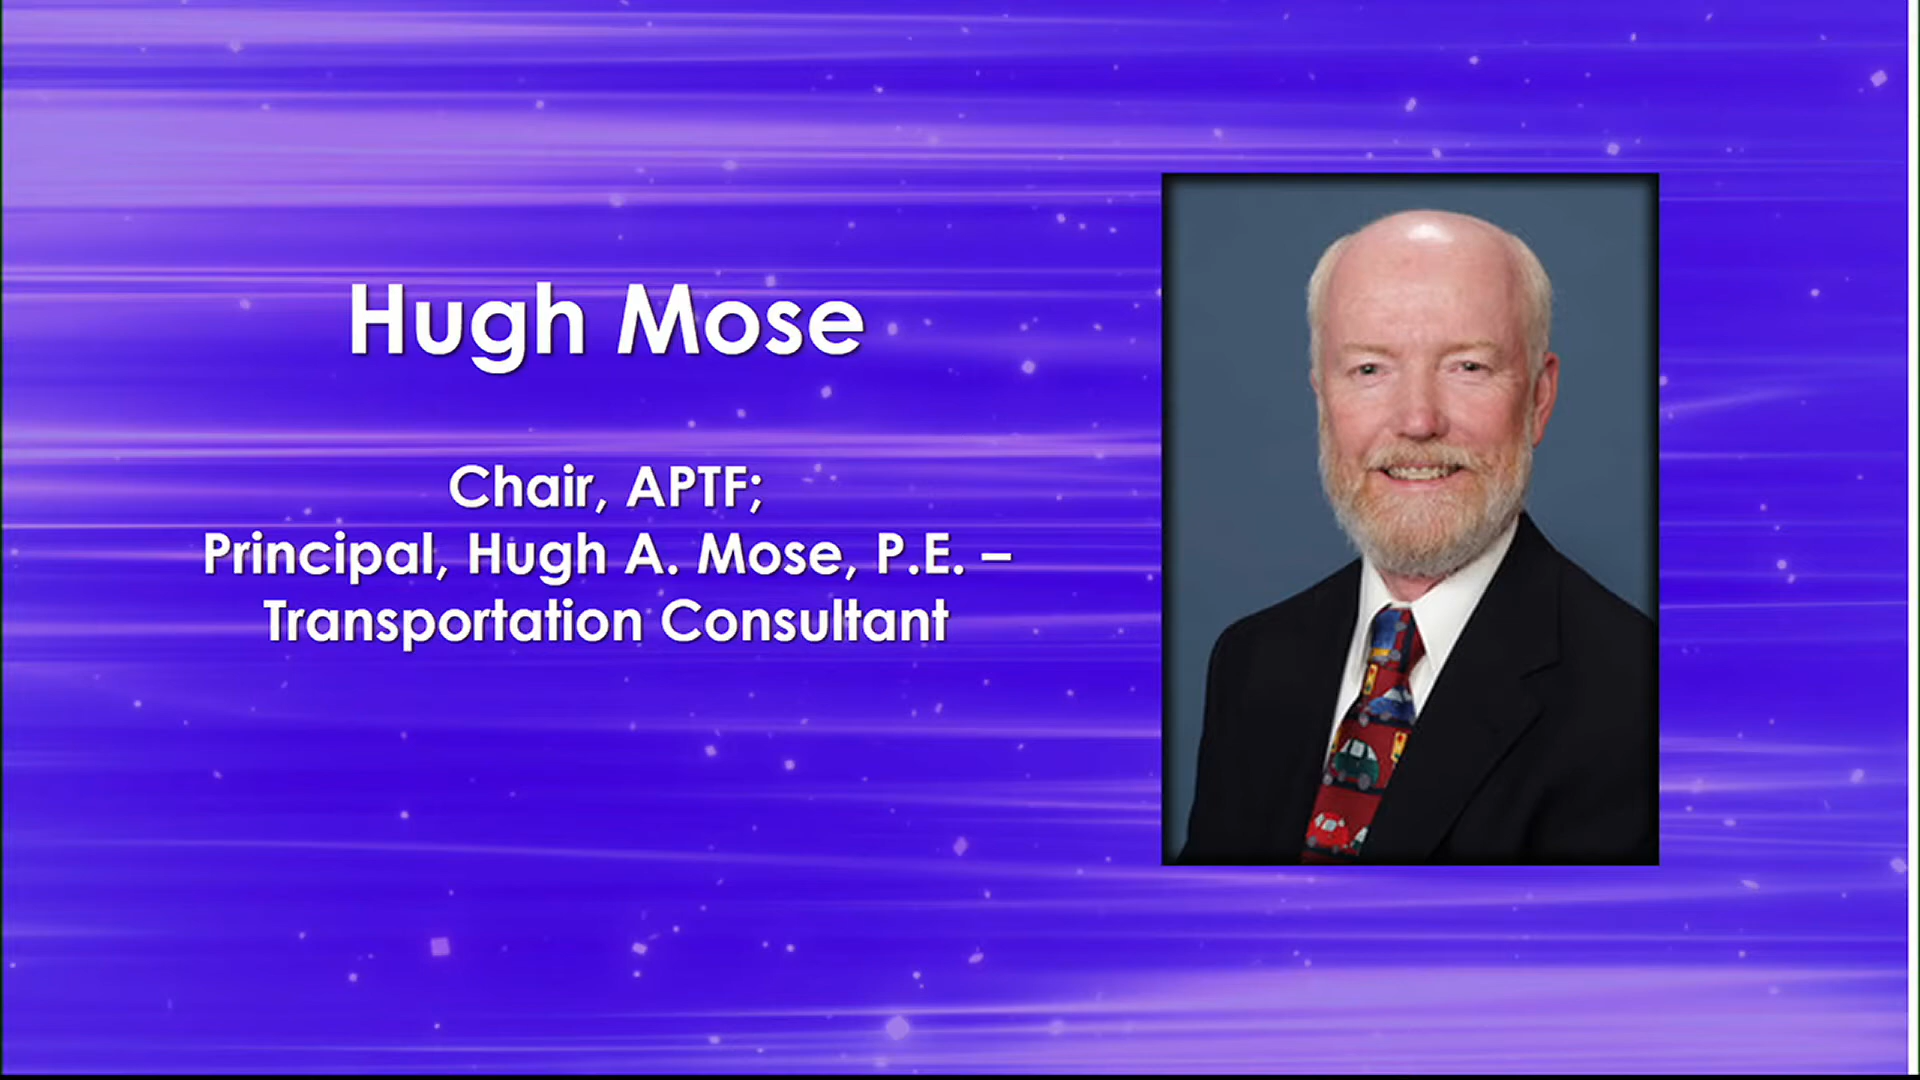 Hugh Mose
Chair, APTF;
Principal, Hugh A. Mose, P.E. –
Transportation Consultant